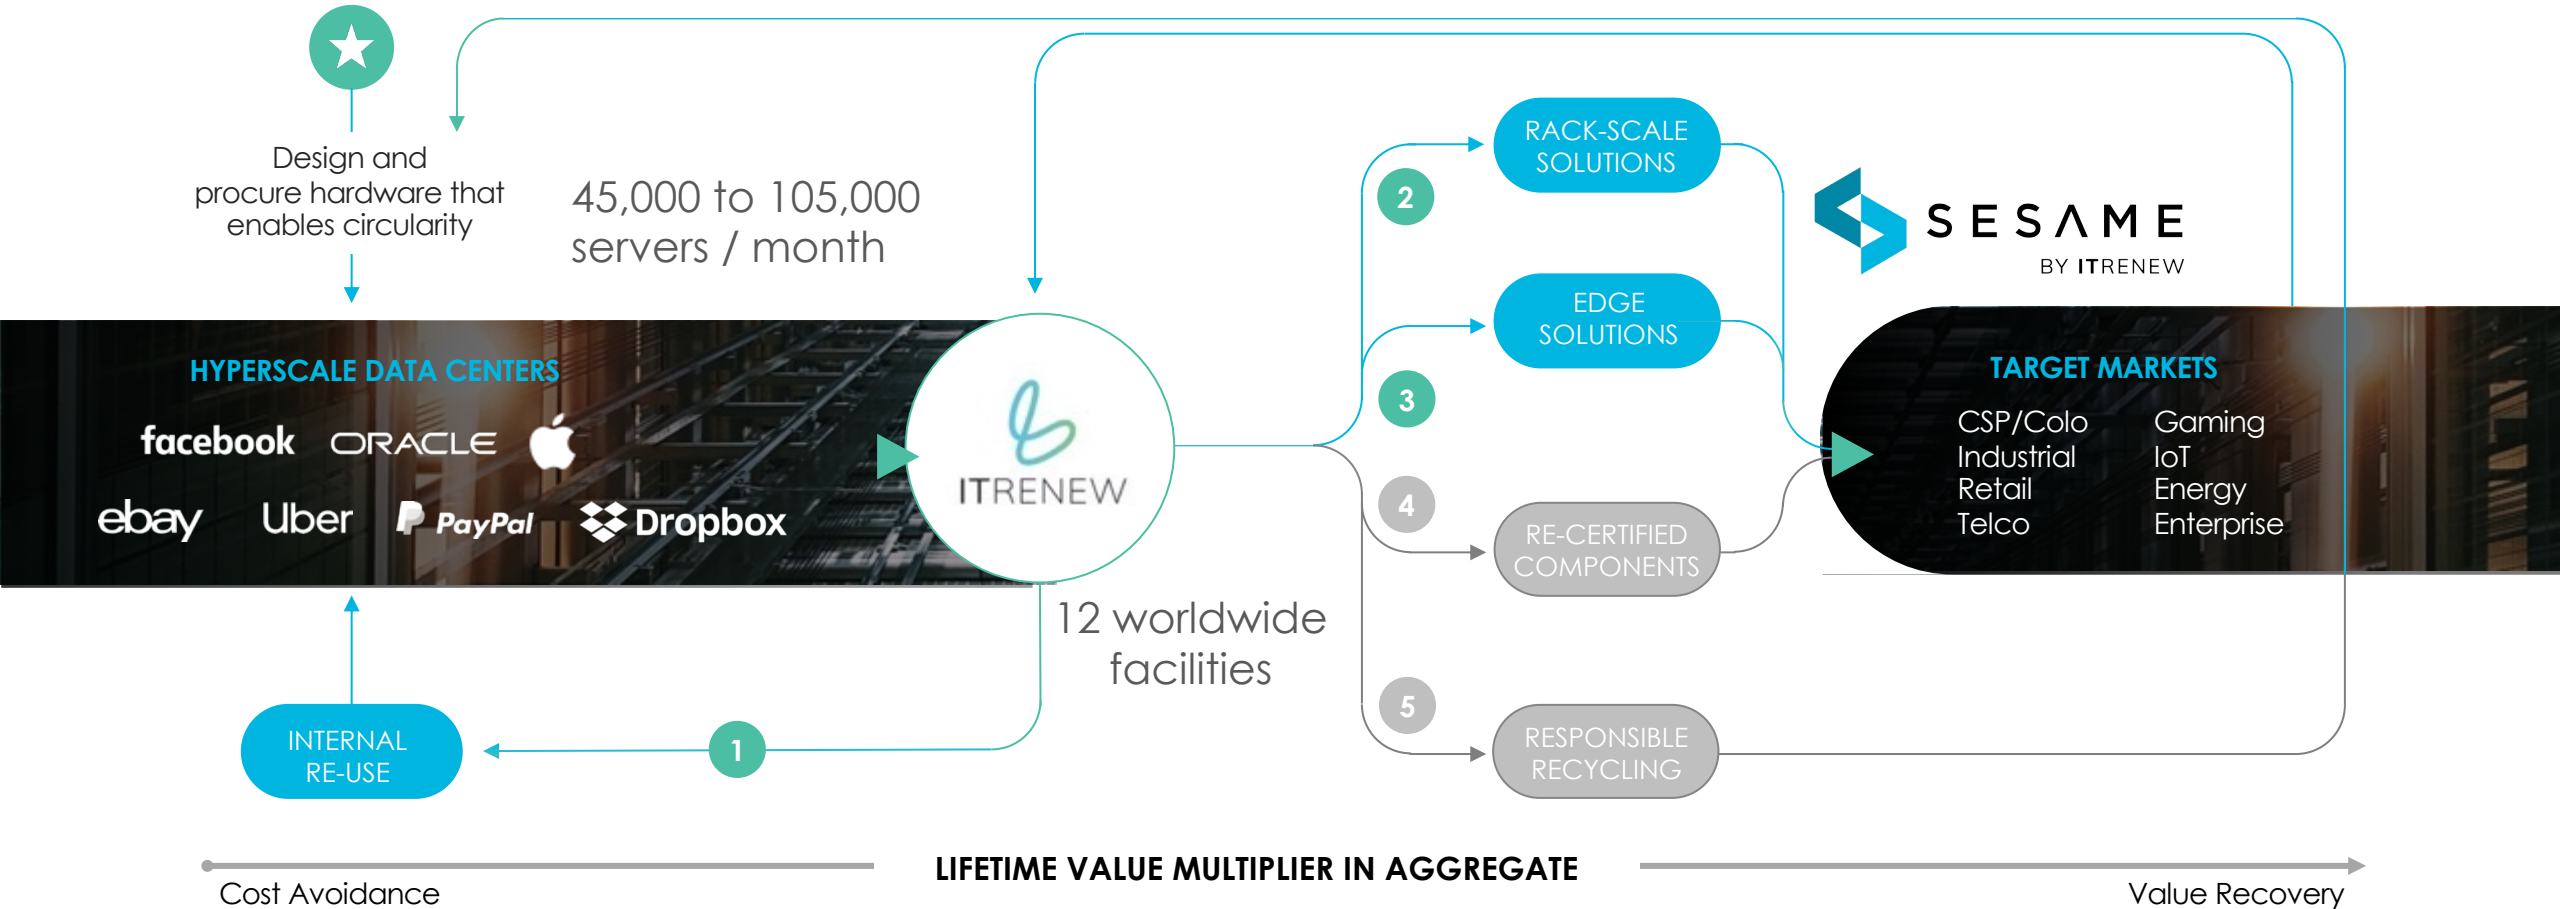 Design and
procure hardware that
enables circularity
45,000 to 105,000
servers / month
HYPERSCALE DATA CENTERS
facebook ORACLE
ebay Uber PayPal Dropbox
ITRENEW
12 worldwide
facilities
INTERNAL
RE-USE
1
2
RACK-SCALE
SOLUTIONS
3
EDGE
SOLUTIONS
4
RE-CERTIFIED
COMPONENTS
5
RESPONSIBLE
RECYCLING
SESAME
BY ITRENEW
TARGET MARKETS
CSP/Colo Gaming
Industrial IoT
Retail Energy
Telco Enterprise
LIFETIME VALUE MULTIPLIER IN AGGREGATE
Cost Avoidance
Value Recovery